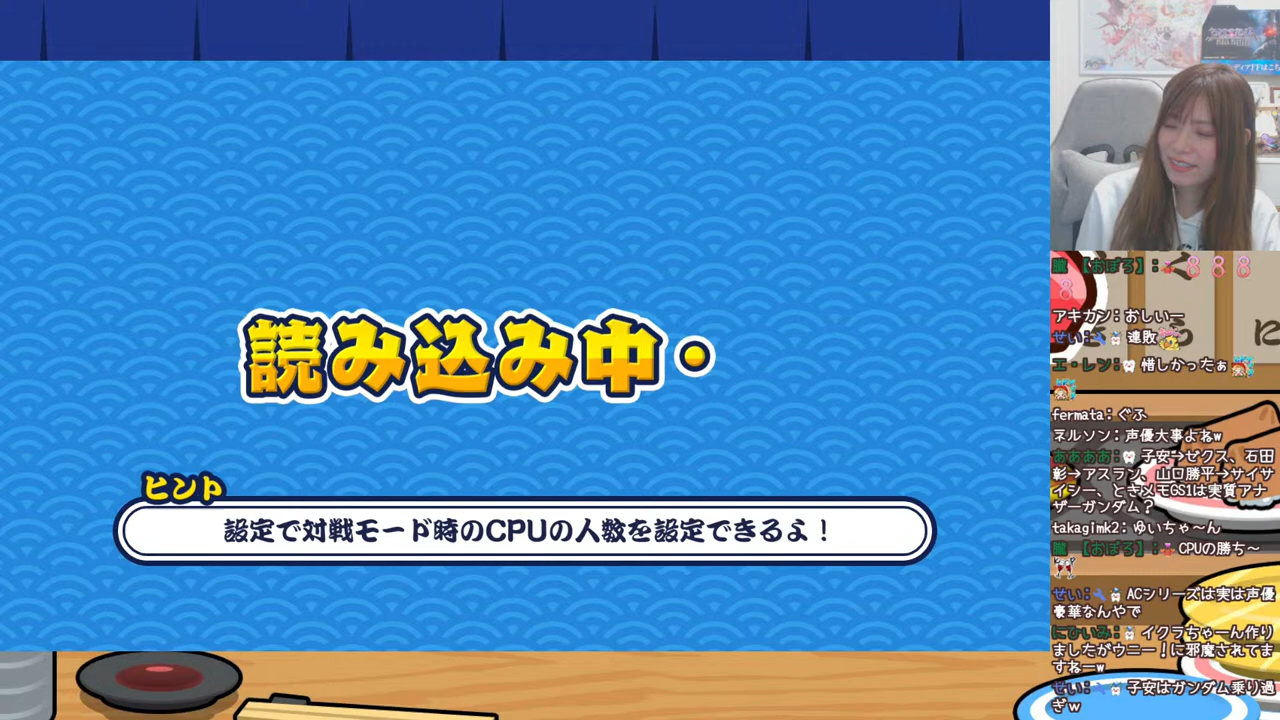 読み込み中・
ヒント
設定で対戦モード時のCPUの人数を設定できるよ！
朧 【おぼろ】: 888
8
アキカン: おしいー
せい: 連敗
エ・レン: 惜しかったぁ
fermata: ぐふ
ネルソン: 声優大事よねw
ああああ: 子安→ゼクス、石田
彰→アスラン、山口勝平→サイサ
イシー、ときメモGS1は実質アナ
ザーガンダム？
takagimk2: ゆいちゃ〜ん
朧 【おぼろ】: CPUの勝ち〜
せい: ACシリーズは実は声優
豪華なんやで
にひいみ: イクラちゃーん作り
ましたがウニー！に邪魔されてま
すねーw
せい: 子安はガンダム乗り過
ぎw